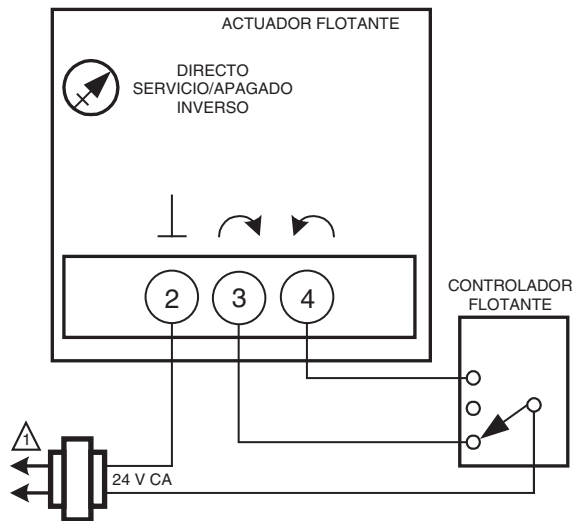 ACTUADOR FLOTANTE
DIRECTO
SERVICIO/APAGADO
INVERSO
2 3 4
CONTROLADOR
FLOTANTE
1
24 V CA